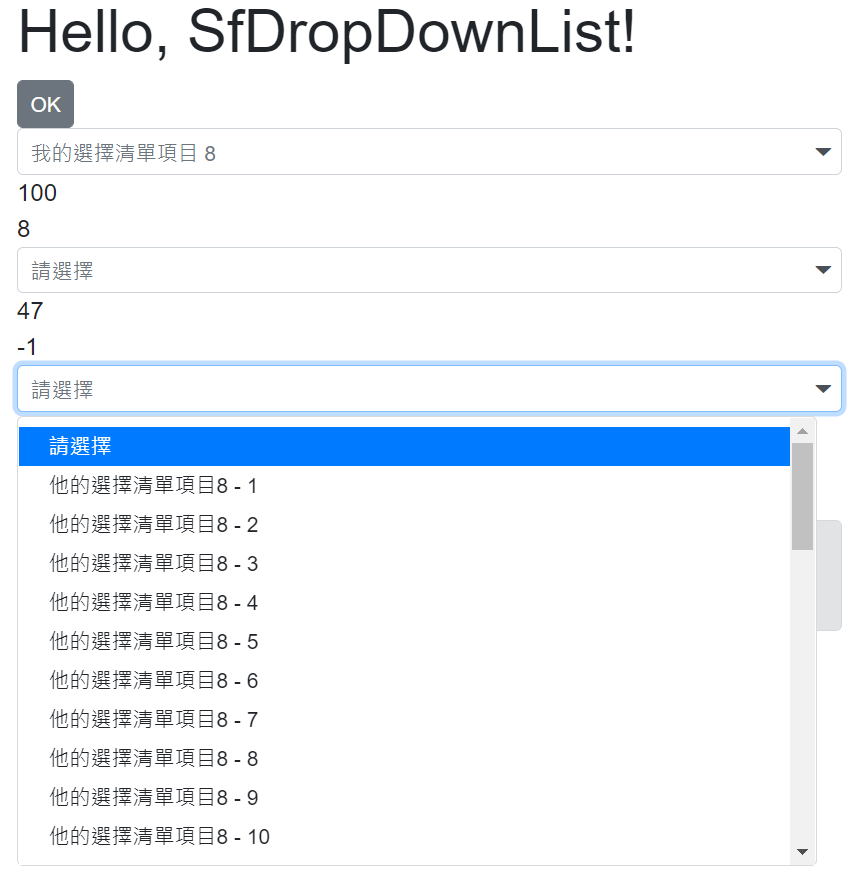 Hello, SfDropDownList!
OK
我的選擇清單項目 8
100
8
請選擇
47
-1
請選擇
請選擇
他的選擇清單項目8 - 1
他的選擇清單項目8 - 2
他的選擇清單項目8 - 3
他的選擇清單項目8 - 4
他的選擇清單項目8 - 5
他的選擇清單項目8 - 6
他的選擇清單項目8 - 7
他的選擇清單項目8 - 8
他的選擇清單項目8 - 9
他的選擇清單項目8 - 10